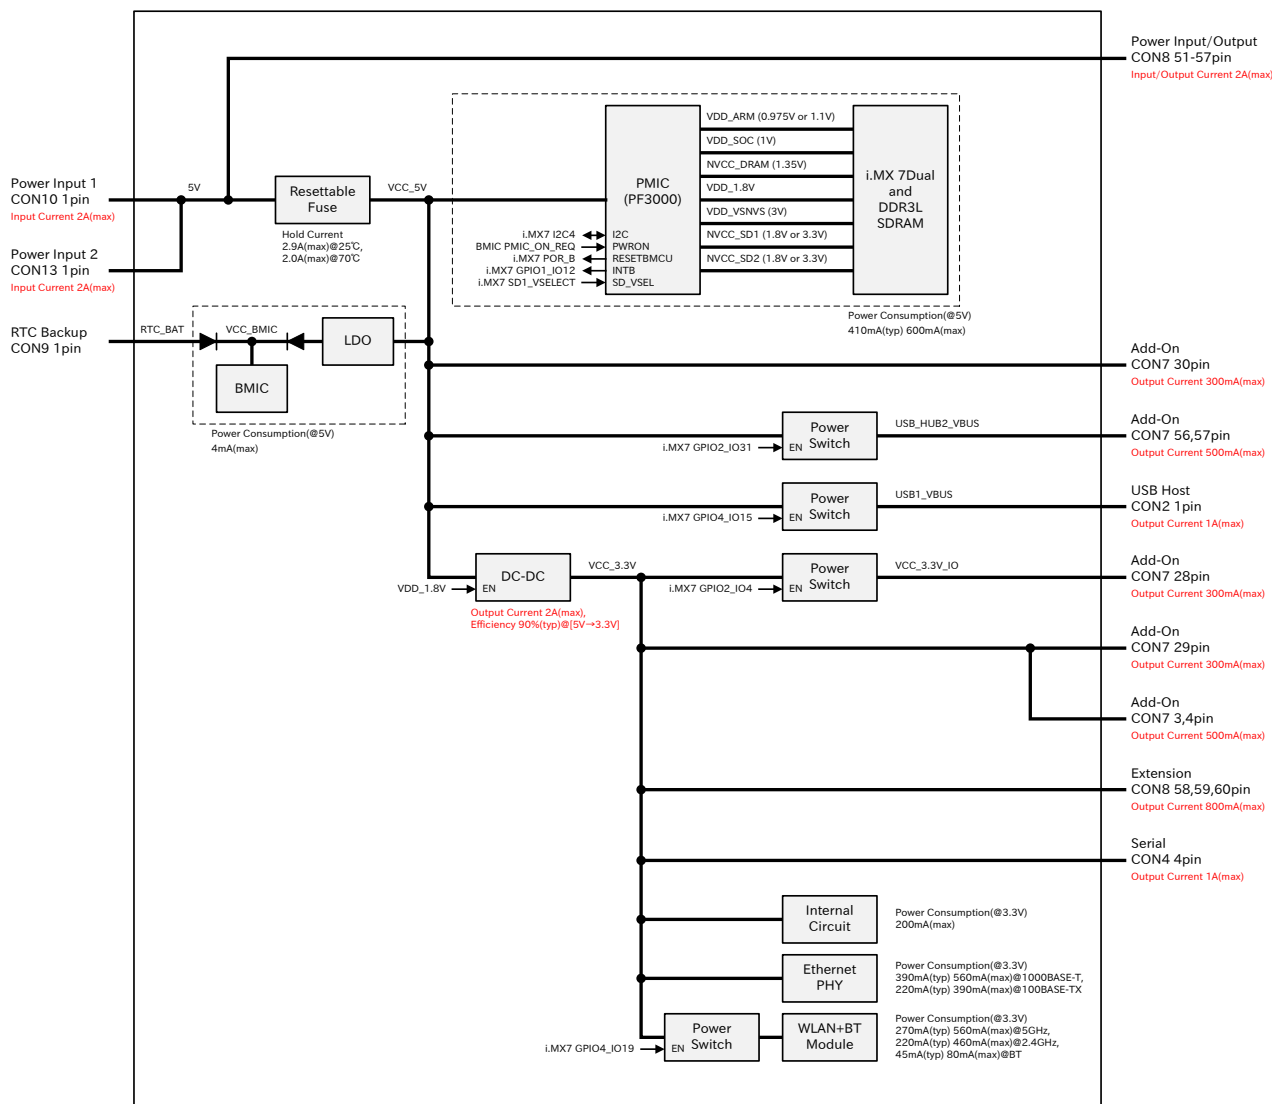 Power Input/Output
CON8 51-57pin
Input/Output Current 2A(max)
Power Input 1
CON10 1pin
Input Current 2A(max)
5V
Resettable
Fuse
Hold Current
2.9A(max)@25℃,
2.0A(max)@70℃
VCC_5V
Power Input 2
CON13 1pin
Input Current 2A(max)
PMIC
(PF3000)
I2C
PWRON
RESETBMCU
INTB
SD_VSEL
i.MX7 I2C4
BMIC PMIC_ON_REQ
i.MX7 POR_B
i.MX7 GPIO1_IO12
i.MX7 SD1_VSELECT
VDD_ARM (0.975V or 1.1V)
VDD_SOC (1V)
NVCC_DRAM (1.35V)
VDD_1.8V
VDD_VSNVS (3V)
NVCC_SD1 (1.8V or 3.3V)
NVCC_SD2 (1.8V or 3.3V)
i.MX 7Dual
and
DDR3L
SDRAM
Power Consumption(@5V)
410mA(typ) 600mA(max)
RTC Backup
CON9 1pin
RTC_BAT
VCC_BMIC
LDO
BMIC
Power Consumption(@5V)
4mA(max)
Add-On
CON7 30pin
Output Current 300mA(max)
i.MX7 GPIO2_IO31
Power
Switch
EN
USB_HUB2_VBUS
Add-On
CON7 56,57pin
Output Current 500mA(max)
i.MX7 GPIO4_IO15
Power
Switch
EN
USB1_VBUS
USB Host
CON2 1pin
Output Current 1A(max)
VDD_1.8V
DC-DC
EN
Output Current 2A(max),
Efficiency 90%(typ)@[5V→3.3V]
VCC_3.3V
i.MX7 GPIO2_IO4
Power
Switch
EN
VCC_3.3V_IO
Add-On
CON7 28pin
Output Current 300mA(max)
Add-On
CON7 29pin
Output Current 300mA(max)
Add-On
CON7 3,4pin
Output Current 500mA(max)
Extension
CON8 58,59,60pin
Output Current 800mA(max)
Serial
CON4 4pin
Output Current 1A(max)
Internal
Circuit
Power Consumption(@3.3V)
200mA(max)
Ethernet
PHY
Power Consumption(@3.3V)
390mA(typ) 560mA(max)@1000BASE-T,
220mA(typ) 390mA(max)@100BASE-TX
i.MX7 GPIO4_IO19
Power
Switch
EN
WLAN+BT
Module
Power Consumption(@3.3V)
270mA(typ) 560mA(max)@5GHz,
220mA(typ) 460mA(max)@2.4GHz,
45mA(typ) 80mA(max)@BT